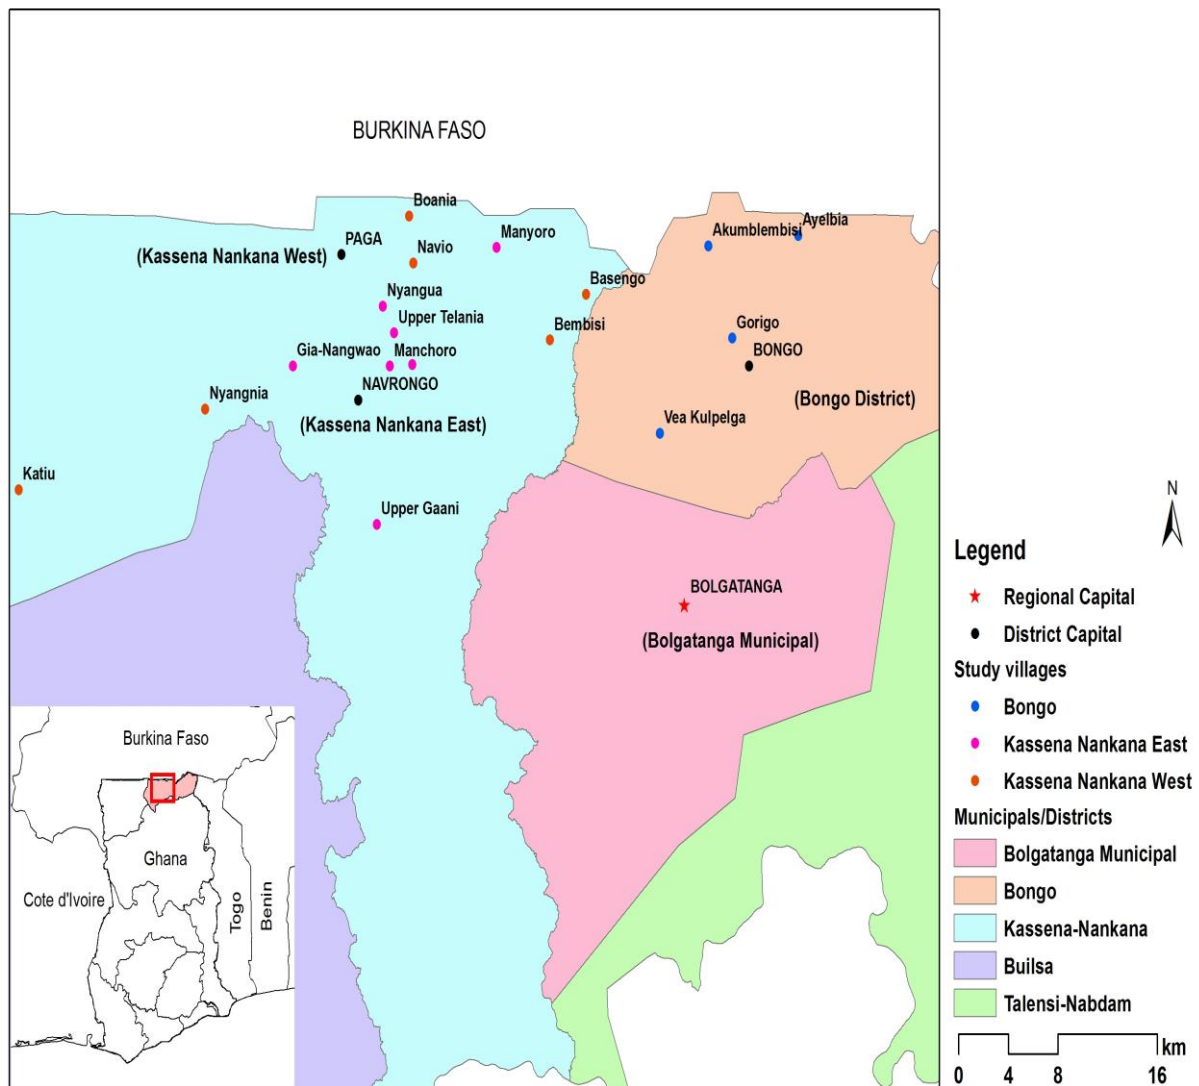 BURKINA FASO
Boania
Manyoro
Akumblembisi
Ayelbia
PAGA
(Kassena Nankana West)
Navio
Basengo
Nyangua
Upper Telania
Bembisi
Gorigo
Gia-Nangwao
Manchoro
BONGO
NAVRONGO
Nyangnia
(Kassena Nankana East)
(Bongo District)
Vea Kulpelga
Katiu
Upper Gaani
BOLGATANGA
(Bolgatanga Municipal)
N
Legend
Regional Capital
District Capital
Study villages
Bongo
Kassena Nankana East
Kassena Nankana West
Municipals/Districts
Bolgatanga Municipal
Bongo
Kassena-Nankana
Builsa
Talensi-Nabdam
km
0 4 8 16
Burkina Faso
Ghana
Cote d'Ivoire
Togo
Benin